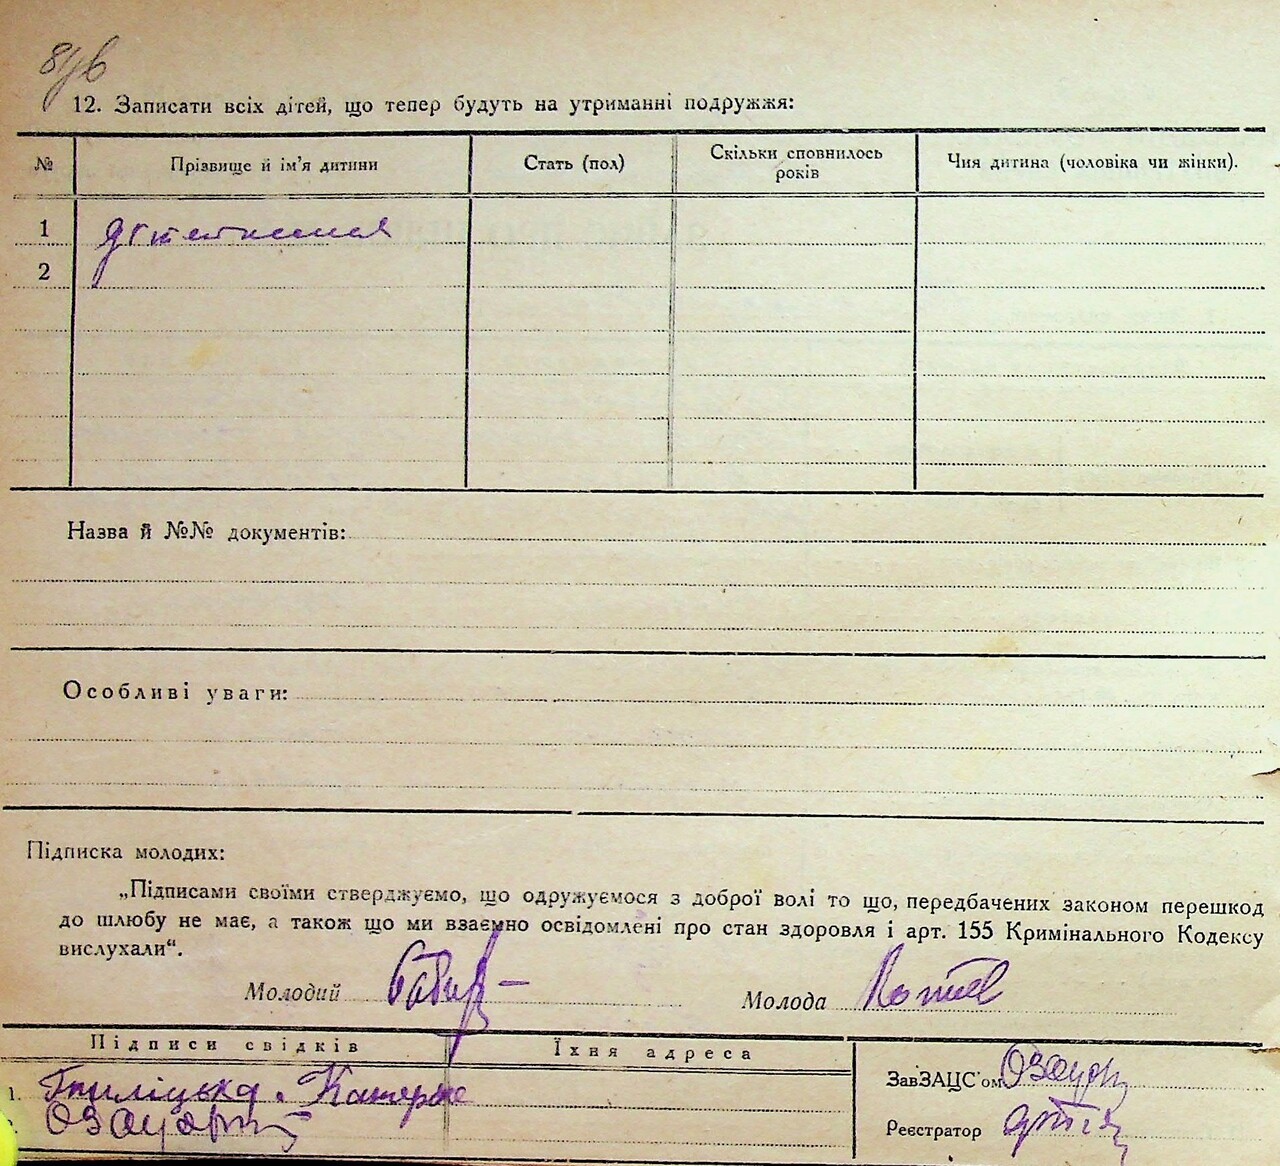 8
12. Записати всіх дітей, що тепер будуть на утриманні подружжя:
№ Прізвище й ім'я дитини Стать (пол) Скільки сповнилось років Чия дитина (чоловіка чи жінки).
1
2
Назва й №№ документів:
Особливі уваги:
Підписка молодих:
„Підписами своїми стверджуємо, що одружуємося з доброї волі то що, передбачених законом перешкод
до шлюбу не має, а також що ми взаємно освідомлені про стан здоровля і арт. 155 Кримінального Кодексу
вислухали“.
Молодий Молода
Підписи свідків Їхня адреса
ЗавЗАЦС'ом
1.
Реєстратор